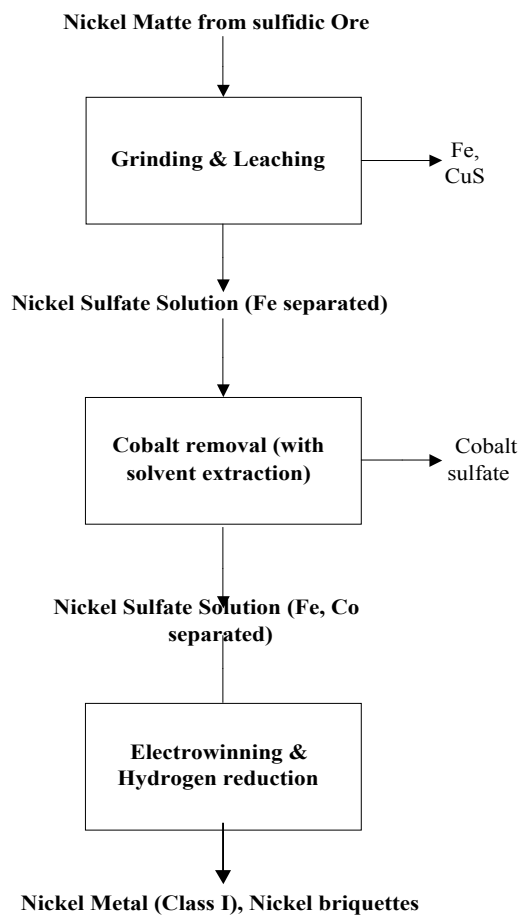 Nickel Matte from sulfidic Ore
Grinding & Leaching
Fe,
CuS
Nickel Sulfate Solution (Fe separated)
Cobalt removal (with
solvent extraction)
Cobalt
sulfate
Nickel Sulfate Solution (Fe, Co
separated)
Electrowinning &
Hydrogen reduction
Nickel Metal (Class I), Nickel briquettes